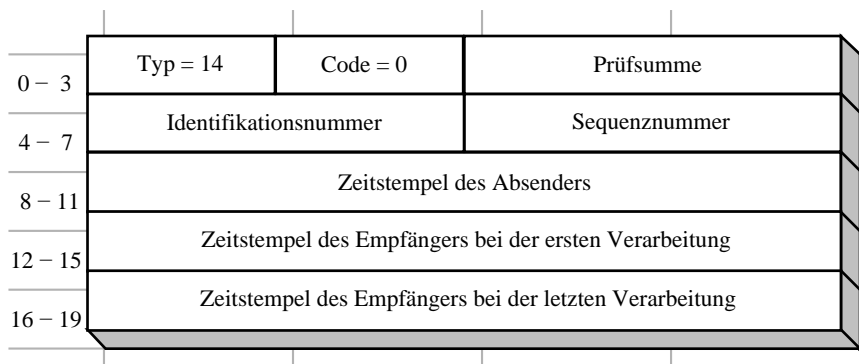 Typ = 14 Code = 0 Prüfsumme
0 − 3
Identifikationsnummer Sequenznummer
4 − 7
Zeitstempel des Absenders
8 − 11
Zeitstempel des Empfängers bei der ersten Verarbeitung
12 − 15
Zeitstempel des Empfängers bei der letzten Verarbeitung
16 − 19